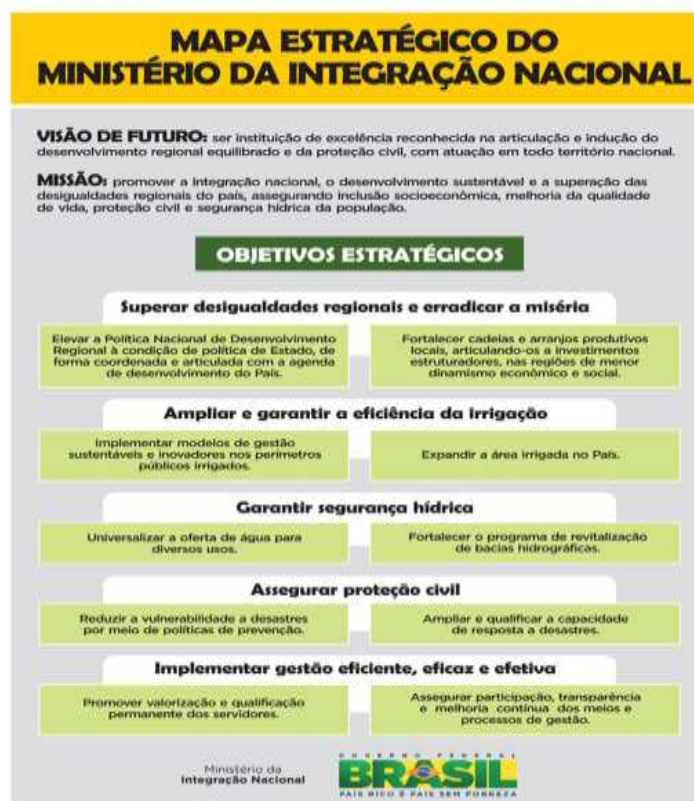 MAPA ESTRATÉGICO DO
MINISTÉRIO DA INTEGRAÇÃO NACIONAL
VISÃO DE FUTURO: ser instituição de excelência reconhecida na articulação e indução do
desenvolvimento regional equilibrado e da proteção civil, com atuação em todo território nacional.
MISSÃO: promover a integração nacional, o desenvolvimento sustentável e a superação das
desigualdades regionais do país, assegurando inclusão socioeconômica, melhoria da qualidade
de vida, proteção civil e segurança hídrica da população.
OBJETIVOS ESTRATÉGICOS
Superar desigualdades regionais e erradicar a miséria
Elevar a Política Nacional de Desenvolvimento
Regional à condição de política de Estado, de
forma coordenada e articulada com a agenda
de desenvolvimento do País.
Fortalecer cadeias e arranjos produtivos
locais, articulando-os a investimentos
estruturadores, nas regiões de menor
dinamismo econômico e social.
Ampliar e garantir a eficiência da irrigação
Implementar modelos de gestão
sustentáveis e inovadores nos perímetros
públicos irrigados.
Expandir a área irrigada no País.
Garantir segurança hídrica
Universalizar a oferta de água para
diversos usos.
Fortalecer o programa de revitalização
de bacias hidrográficas.
Assegurar proteção civil
Reduzir a vulnerabilidade a desastres
por meio de políticas de prevenção.
Ampliar e qualificar a capacidade
de resposta a desastres.
Implementar gestão eficiente, eficaz e efetiva
Promover valorização e qualificação
permanente dos servidores.
Assegurar participação, transparência
e melhoria contínua dos meios e
processos de gestão.
Ministério da
Integração Nacional
GOVERNO FEDERAL
BRASIL
PAÍS RICO É PAÍS SEM POBREZA